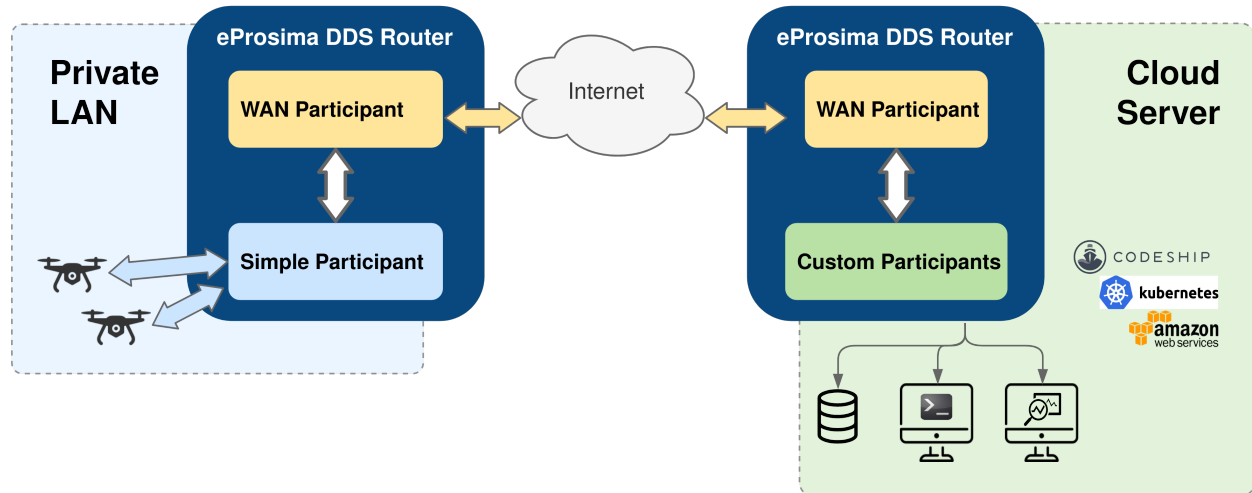 eProsima DDS Router
eProsima DDS Router
Private
LAN
WAN Participant
Internet
WAN Participant
Cloud
Server
Simple Participant
Custom Participants
CODESHIP
kubernetes
amazon
web services
>_